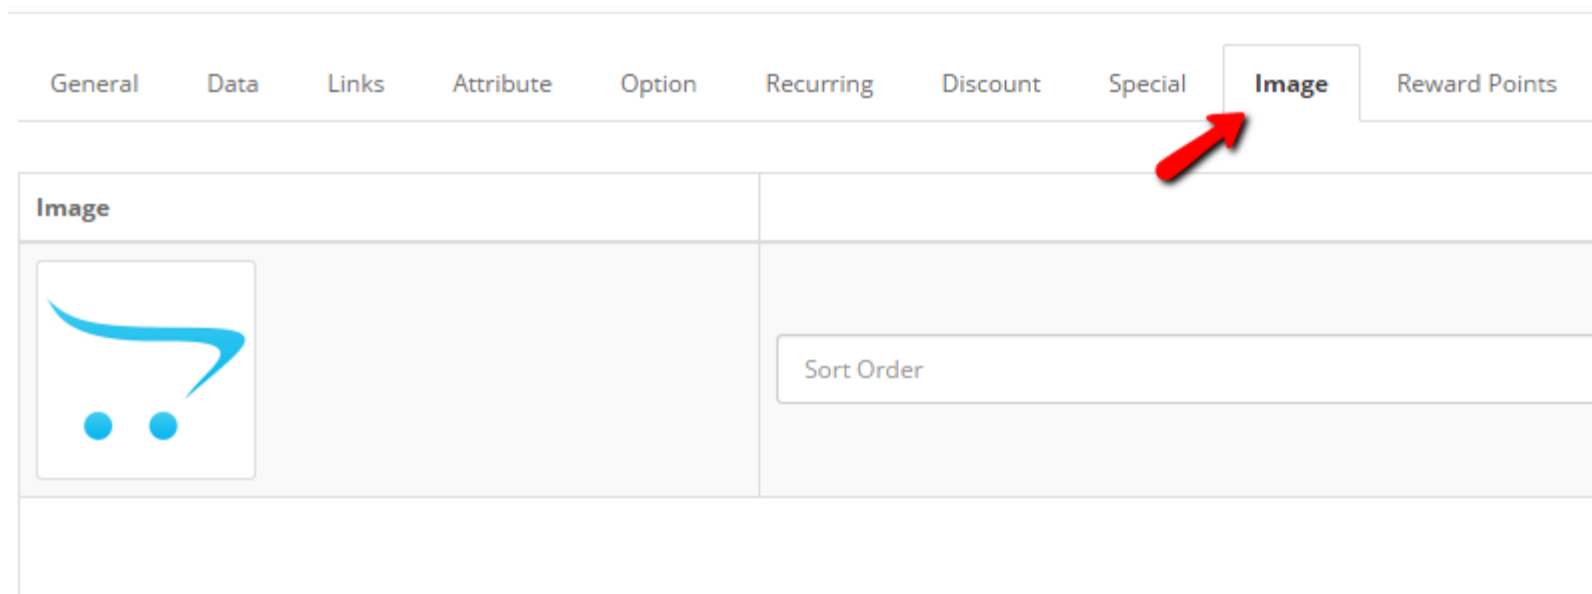 General Data Links Attribute Option Recurring Discount Special Image Reward Points
Image
Sort Order